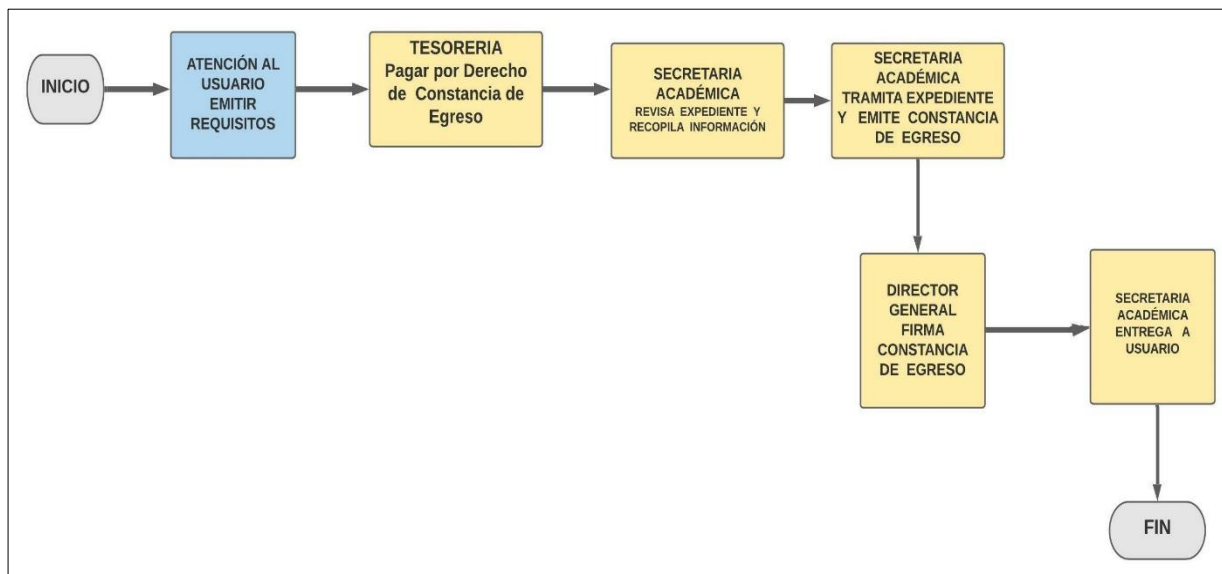 INICIO
ATENCIÓN AL
USUARIO
EMITIR
REQUISITOS
TESORERIA
Pagar por Derecho
de Constancia de
Egreso
SECRETARIA
ACADÉMICA
REVISA EXPEDIENTE Y
RECOPILA INFORMACIÓN
SECRETARIA
ACADÉMICA
TRAMITA EXPEDIENTE
Y EMITE CONSTANCIA
DE EGRESO
DIRECTOR
GENERAL
FIRMA
CONSTANCIA
DE EGRESO
SECRETARIA
ACADÉMICA
ENTREGA A
USUARIO
FIN